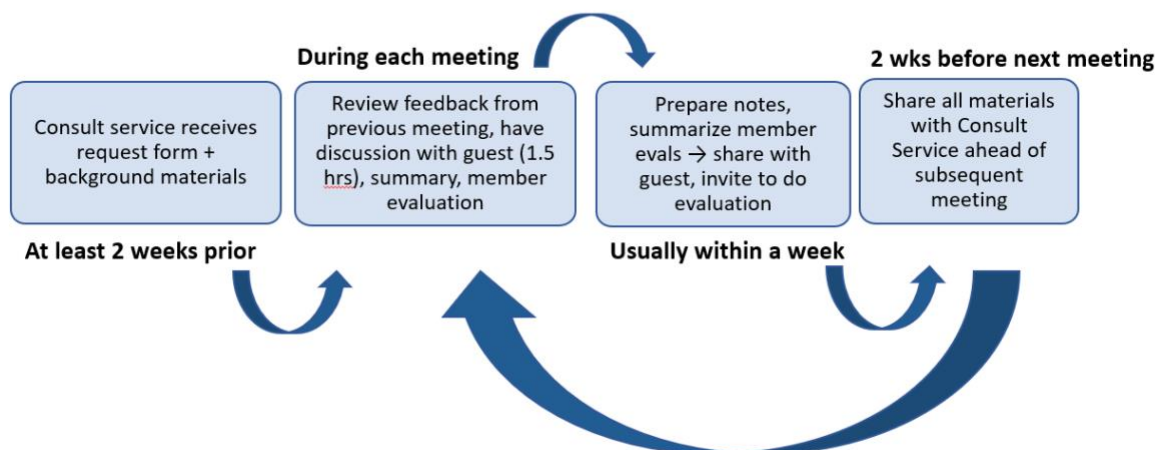 During each meeting
2 wks before next meeting
Consult service receives
request form +
background materials
Review feedback from
previous meeting, have
discussion with guest (1.5
hrs), summary, member
evaluation
Prepare notes,
summarize member
evals → share with
guest, invite to do
evaluation
Share all materials
with Consult
Service ahead of
subsequent
meeting
At least 2 weeks prior
Usually within a week